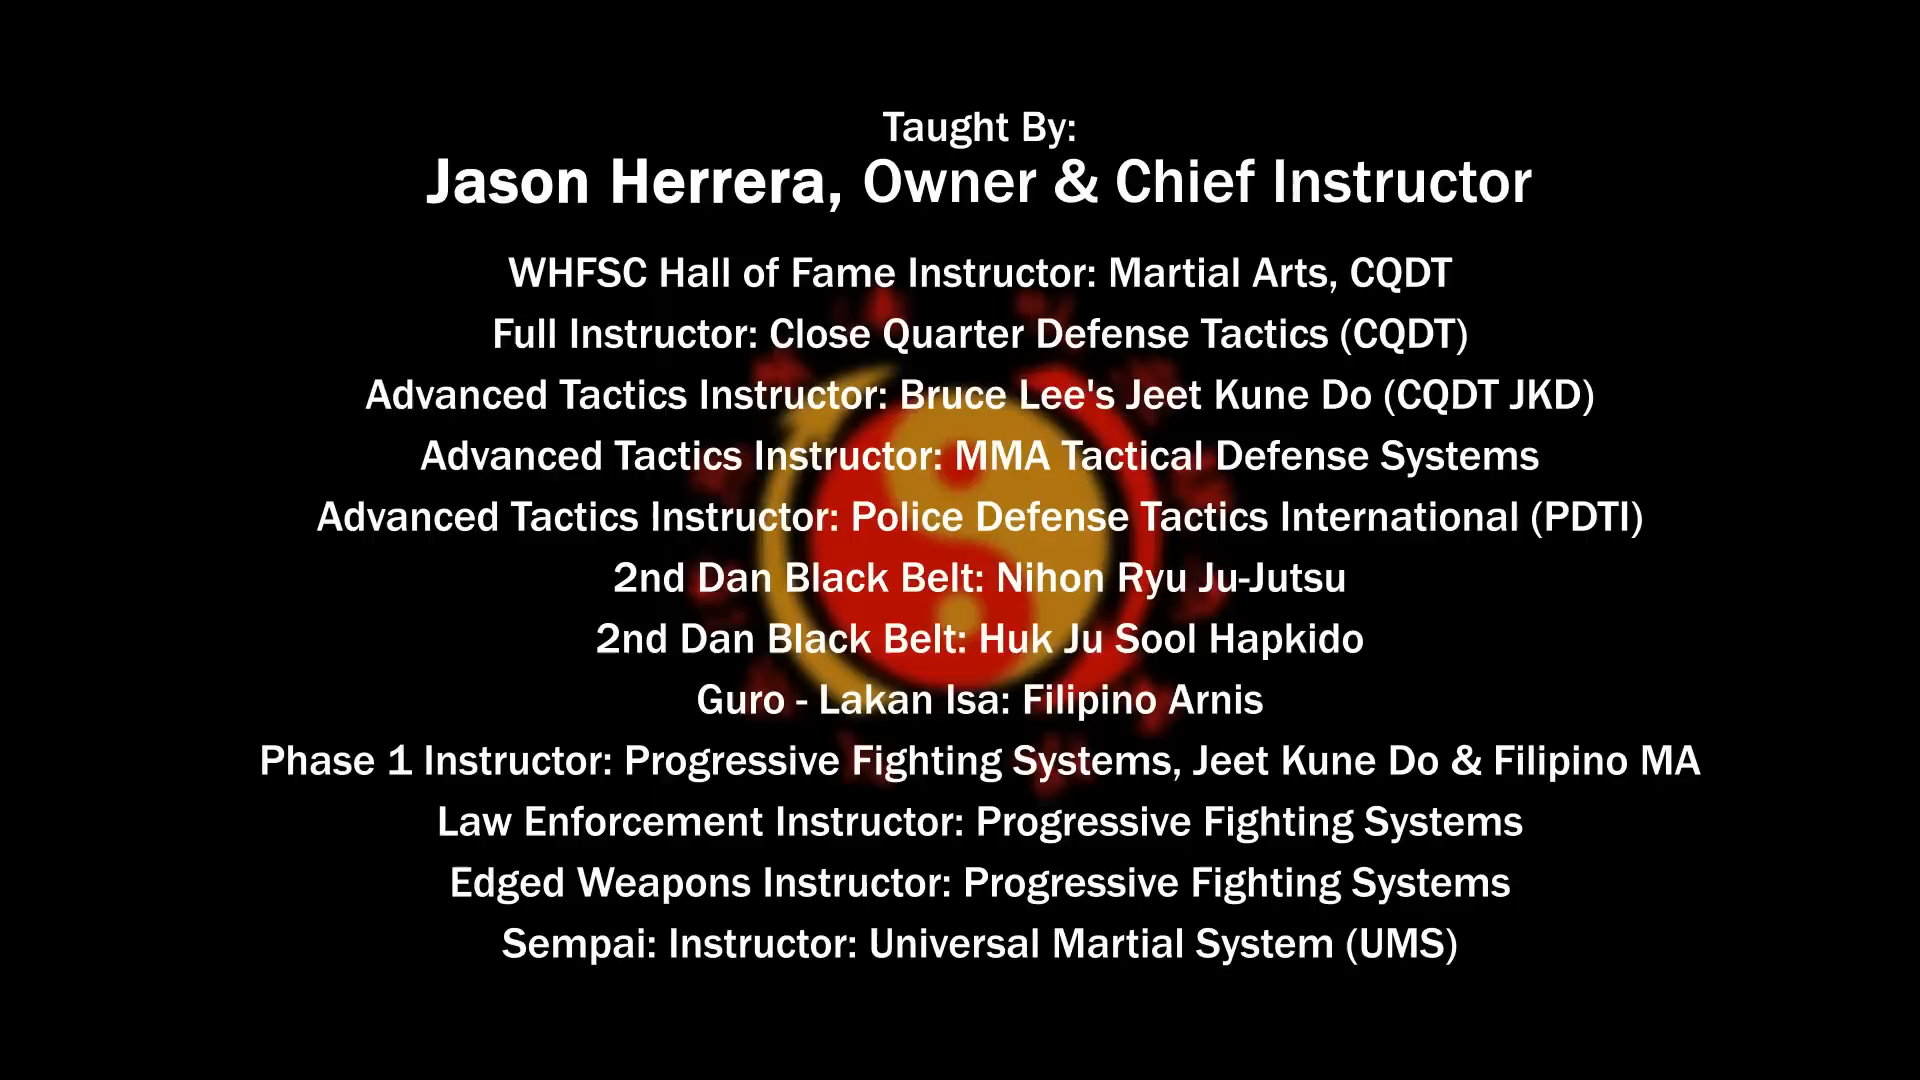 Taught By:
Jason Herrera, Owner & Chief Instructor
WHFSC Hall of Fame Instructor: Martial Arts, CQDT
Full Instructor: Close Quarter Defense Tactics (CQDT)
Advanced Tactics Instructor: Bruce Lee's Jeet Kune Do (CQDT JKD)
Advanced Tactics Instructor: MMA Tactical Defense Systems
Advanced Tactics Instructor: Police Defense Tactics International (PDTI)
2nd Dan Black Belt: Nihon Ryu Ju-Jutsu
2nd Dan Black Belt: Huk Ju Sool Hapkido
Guro - Lakan Isa: Filipino Arnis
Phase 1 Instructor: Progressive Fighting Systems, Jeet Kune Do & Filipino MA
Law Enforcement Instructor: Progressive Fighting Systems
Edged Weapons Instructor: Progressive Fighting Systems
Sempai: Instructor: Universal Martial System (UMS)